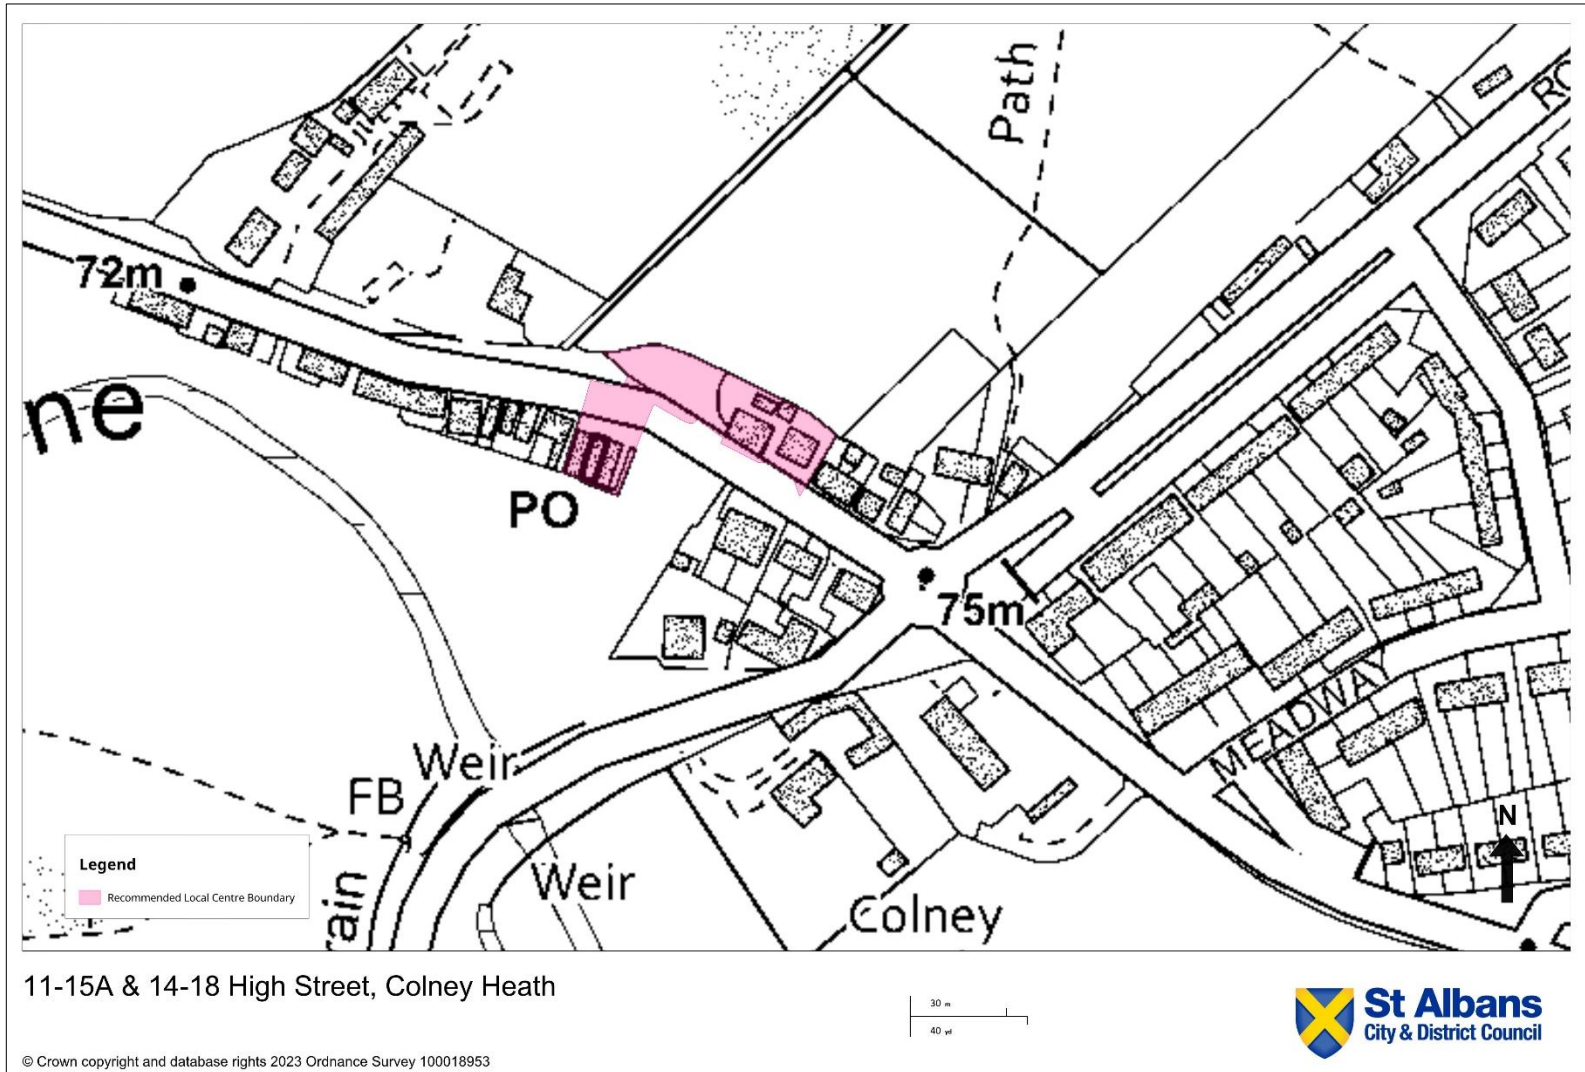 Path
RO
72m
ne
PO
75m
MEADWAY
Weir
FB
N
Legend
Recommended Local Centre Boundary
Weir
rain
Colney
11-15A & 14-18 High Street, Colney Heath
30 m
40 yd
St Albans
City & District Council
© Crown copyright and database rights 2023 Ordnance Survey 100018953